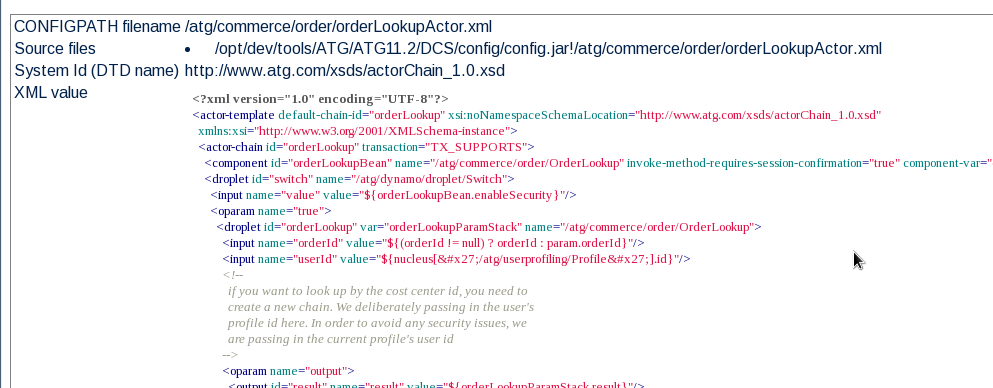 CONFIGPATH filename /atg/commerce/order/orderLookupActor.xml
Source files • /opt/dev/tools/ATG/ATG11.2/DCS/config/config.jar!/atg/commerce/order/orderLookupActor.xml
System Id (DTD name) http://www.atg.com/xsds/actorChain_1.0.xsd
XML value
<?xml version="1.0" encoding="UTF-8"?>
<actor-template default-chain-id="orderLookup" xsi:noNamespaceSchemaLocation="http://www.atg.com/xsds/actorChain_1.0.xsd"
xmlns:xsi="http://www.w3.org/2001/XMLSchema-instance">
<actor-chain id="orderLookup" transaction="TX_SUPPORTS">
<component id="orderLookupBean" name="/atg/commerce/order/OrderLookup" invoke-method-requires-session-confirmation="true" component-var="
<droplet id="switch" name="/atg/dynamo/droplet/Switch">
<input name="value" value="${orderLookupBean.enableSecurity}"/>
<oparam name="true">
<droplet id="orderLookup" var="orderLookupParamStack" name="/atg/commerce/order/OrderLookup">
<input name="orderId" value="${(orderId != null) ? orderId : param.orderId}"/>
<input name="userId" value="${nucleus[&#x27;/atg/userprofiling/Profile&#x27;].id}"/>
<!--
if you want to look up by the cost center id, you need to
create a new chain. We deliberately passing in the user's
profile id here. In order to avoid any security issues, we
are passing in the current profile's user id
-->
<oparam name="output">
<output id="result" name="result" value="${orderLookupParamStack.result}"/>